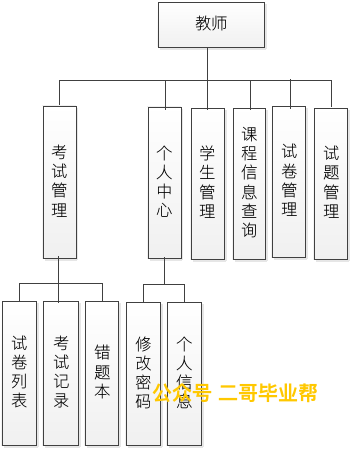 教师
考试管理
个人中心
学生管理
课程信息查询
试卷管理
试题管理
试卷列表
考试记录
错题本
修改密码
个人信息
公众号 二哥毕业帮